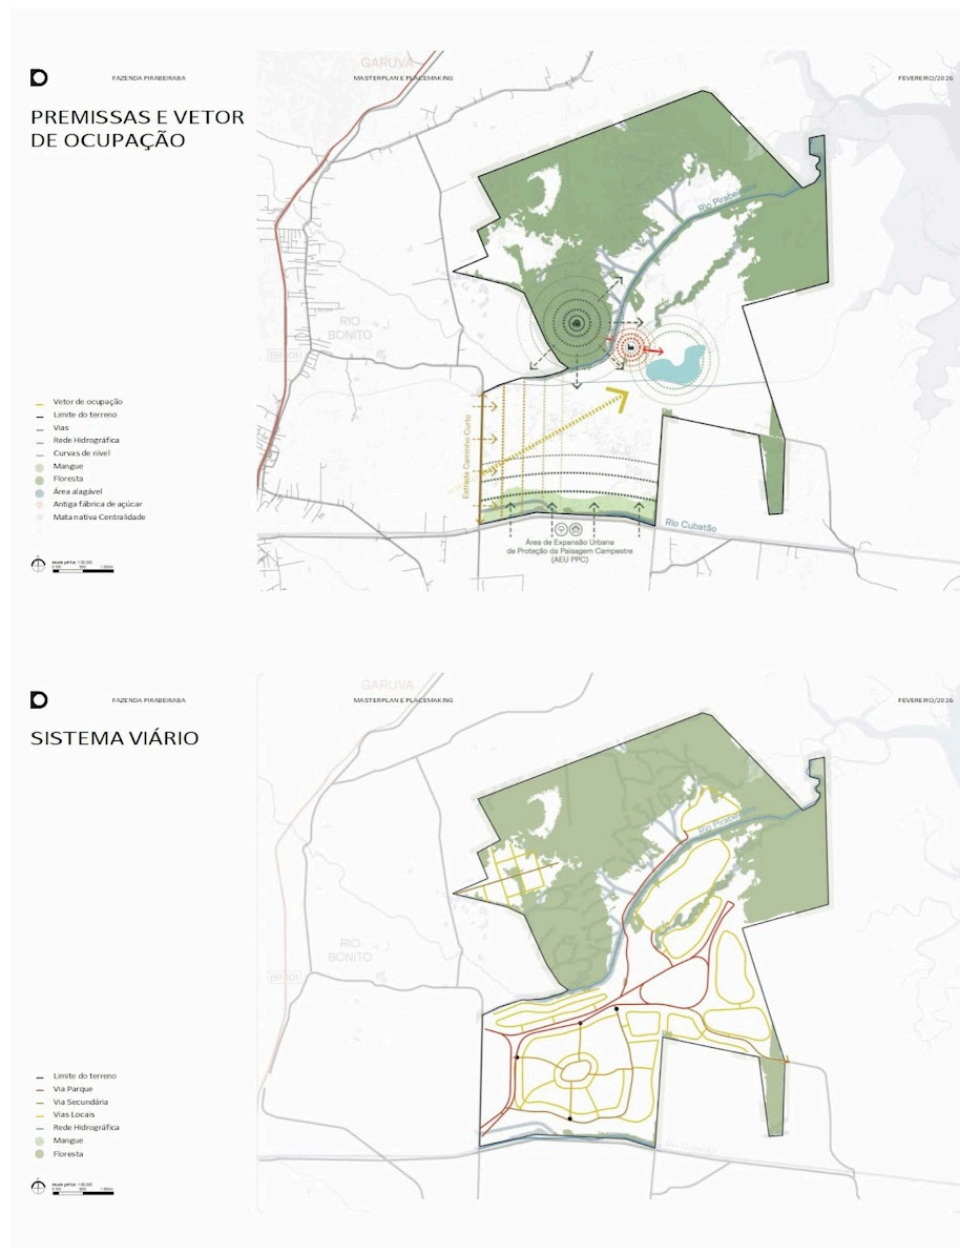 FAZENDA PIRABEIRABA
MASTERPLAN E PLACEMAKING
FEVEREIRO/2026
PREMISSAS E VETOR
DE OCUPAÇÃO
GARUVA
Rio Pirabeiraba
RIO
BONITO
Estrada Caminho Curto
Rio Cubatão
Área de Expansão Urbana
de Proteção da Paisagem Campestre
(AEU PPC)
Vetor de ocupação
Limite do terreno
Vias
Rede Hidrográfica
Curvas de nível
Mangue
Floresta
Área alagável
Antiga fábrica de açúcar
Mata nativa Centralidade
FAZENDA PIRABEIRABA
MASTERPLAN E PLACEMAKING
FEVEREIRO/2026
SISTEMA VIÁRIO
GARUVA
Rio Pirabeiraba
RIO
BONITO
Rio Cubatão
Limite do terreno
Via Parque
Via Secundária
Vias Locais
Rede Hidrográfica
Mangue
Floresta